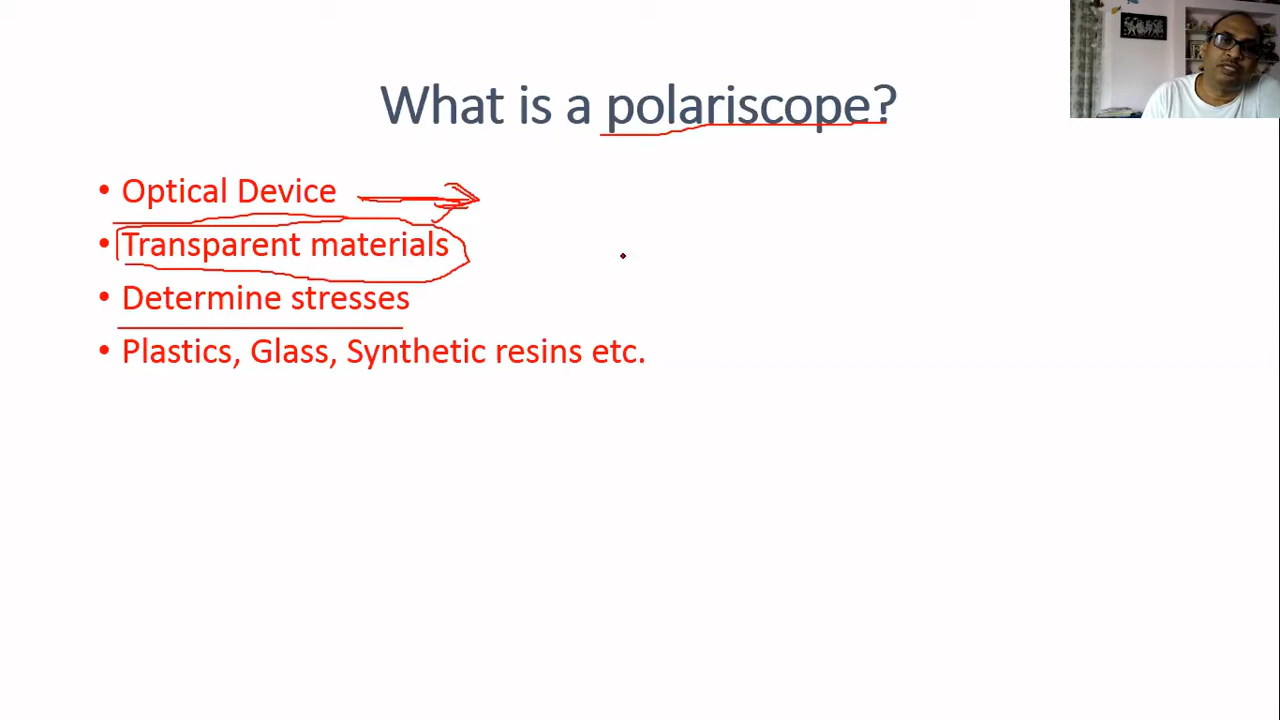 What is a polariscope?
• Optical Device
• Transparent materials
• Determine stresses
• Plastics, Glass, Synthetic resins etc.